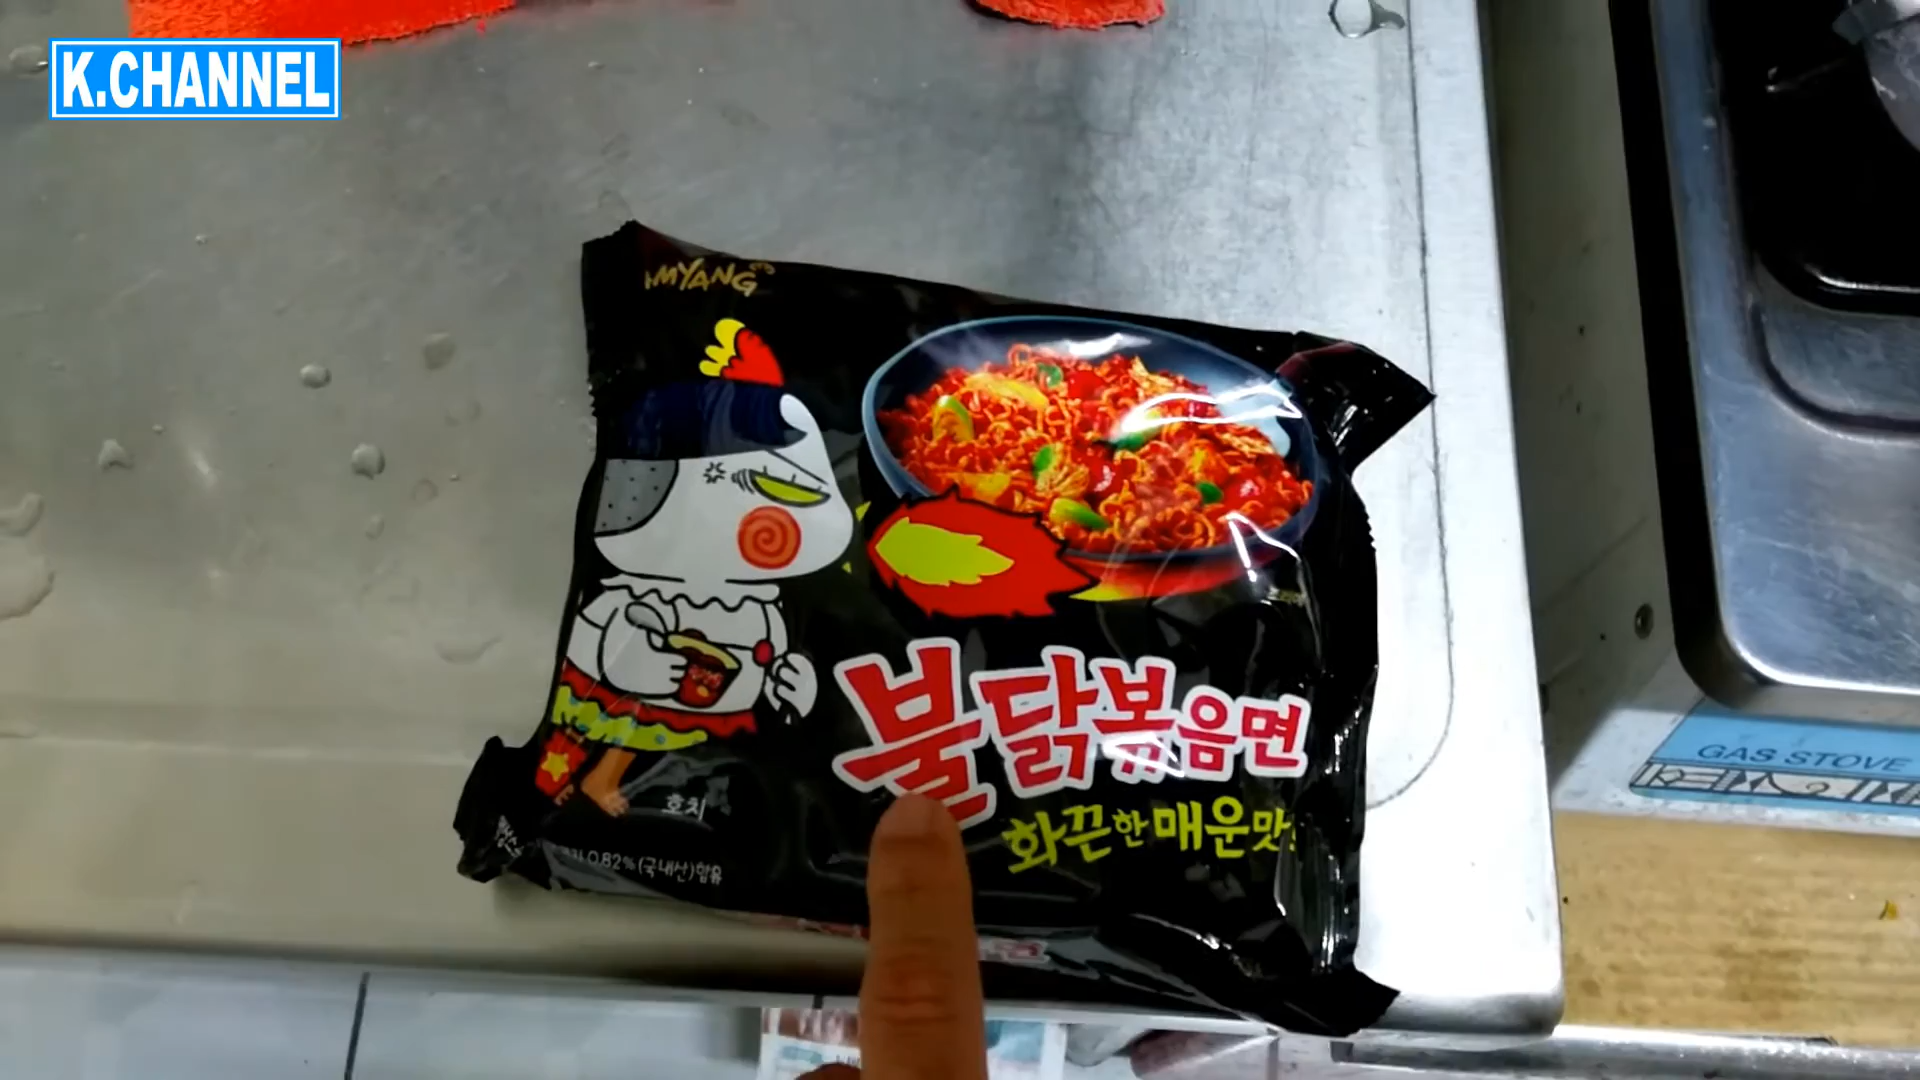 K.CHANNEL
MYANG
불닭볶음면
화끈한 매운맛!
호치
0.82% (국내산) 함유
GAS STOVE